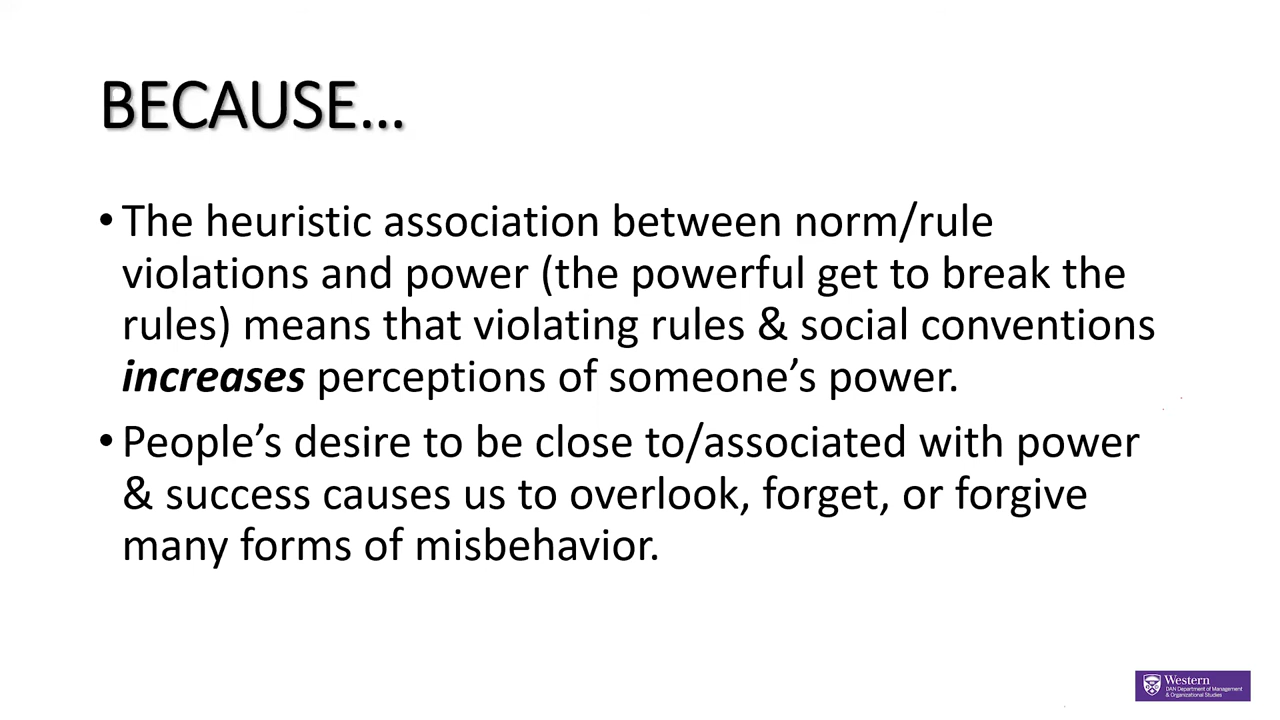 BECAUSE...
• The heuristic association between norm/rule
violations and power (the powerful get to break the
rules) means that violating rules & social conventions
increases perceptions of someone’s power.
• People’s desire to be close to/associated with power
& success causes us to overlook, forget, or forgive
many forms of misbehavior.
Western
DAN Department of Management
& Organizational Studies